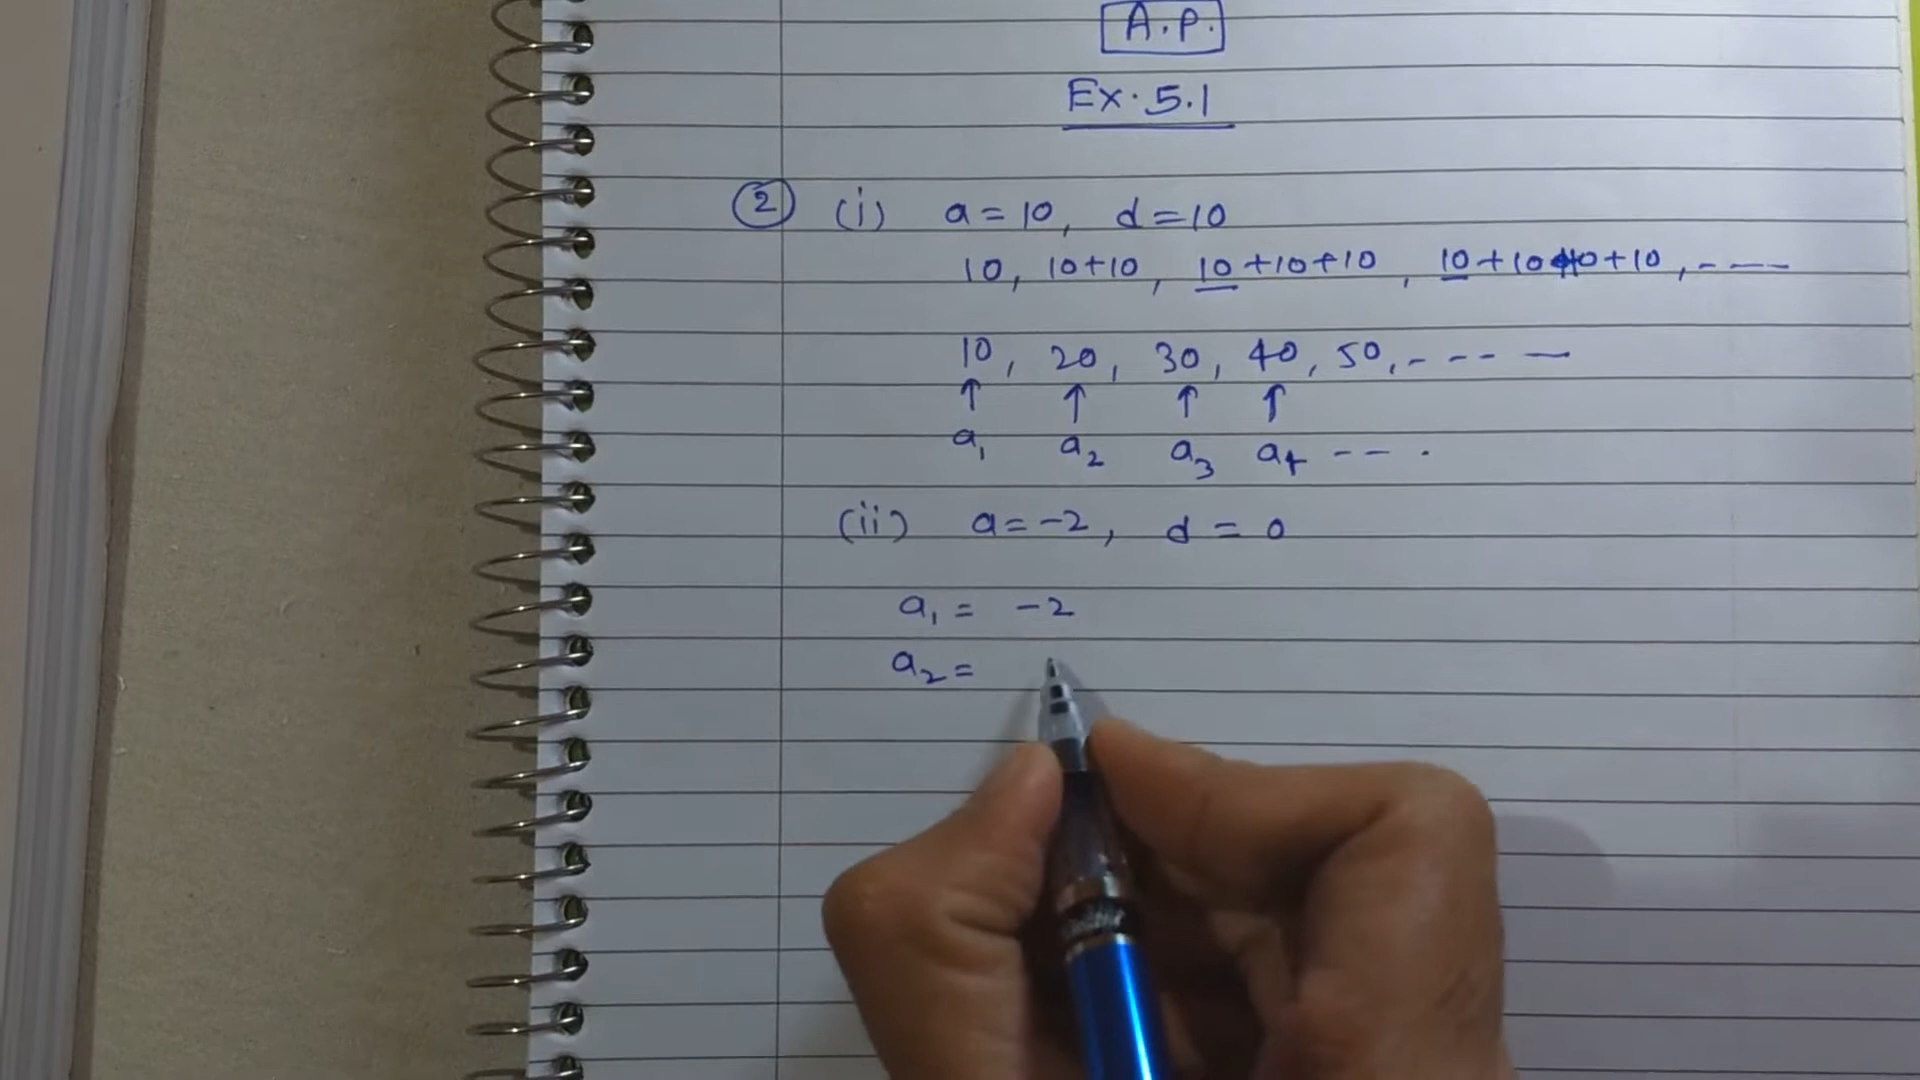 A.P.
Ex. 5.1
(2) (i) a = 10, d = 10
10, 10+10, 10+10+10, 10+10+10+10, ----
10, 20, 30, 40, 50, ----
↑ ↑ ↑ ↑
a₁ a₂ a₃ a₄ -- .
(ii) a = -2, d = 0
a₁ = -2
a₂ =